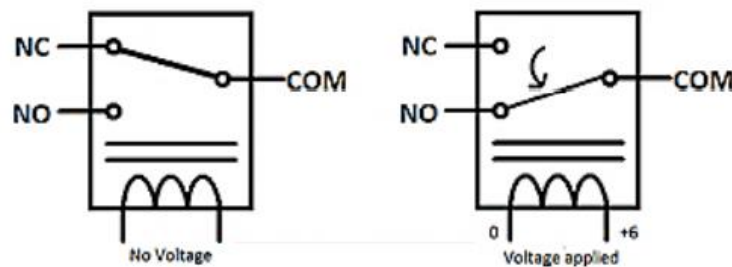 NC
COM
NO
No Voltage
NC
COM
NO
0
+6
Voltage applied